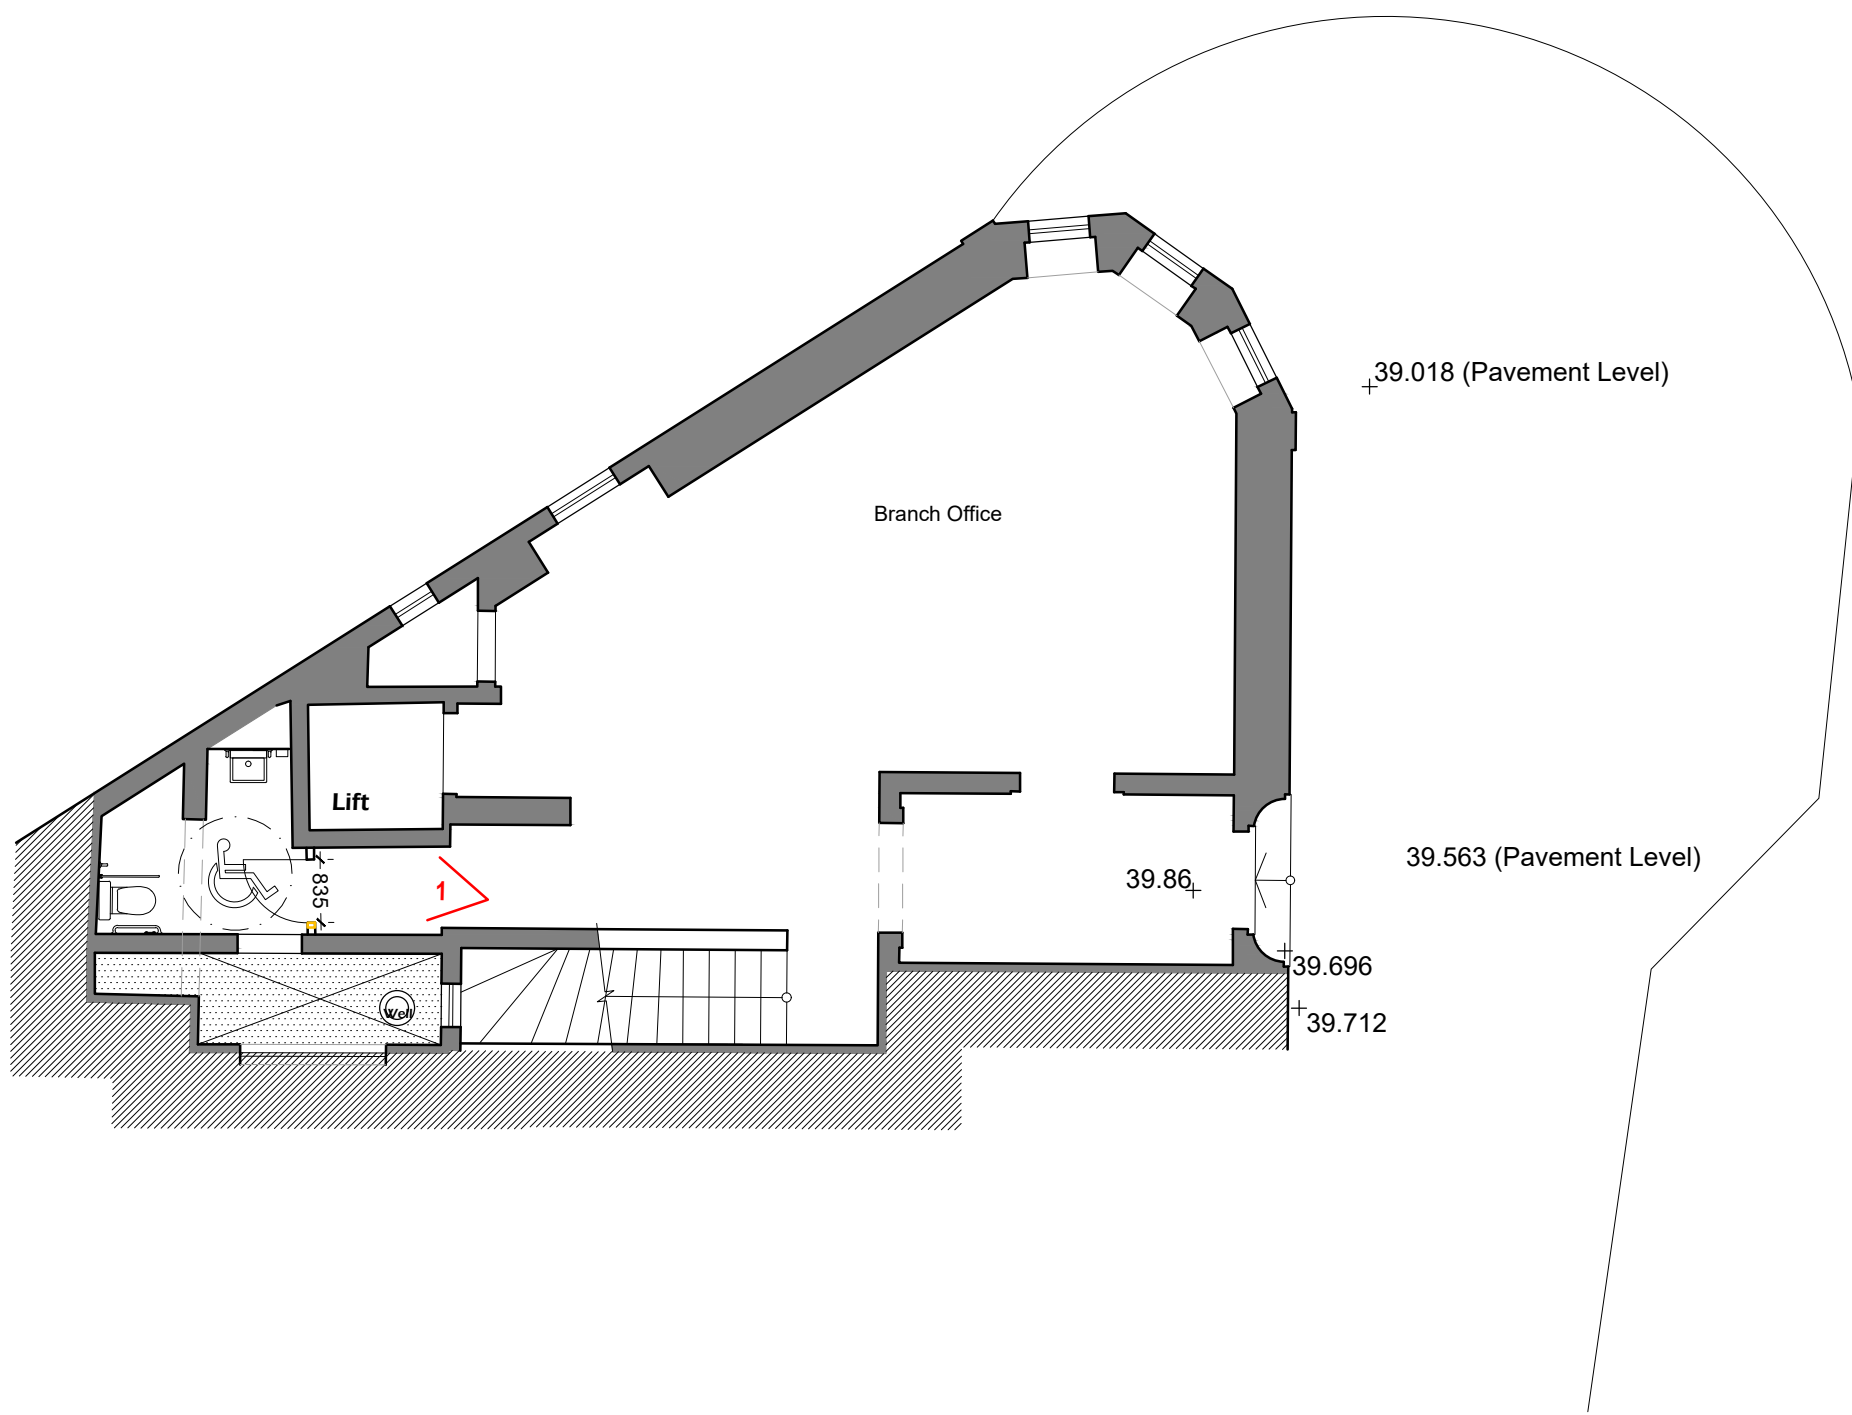 39.018 (Pavement Level)
Branch Office
Lift
39.563 (Pavement Level)
835
1
39.86
39.696
Well
39.712